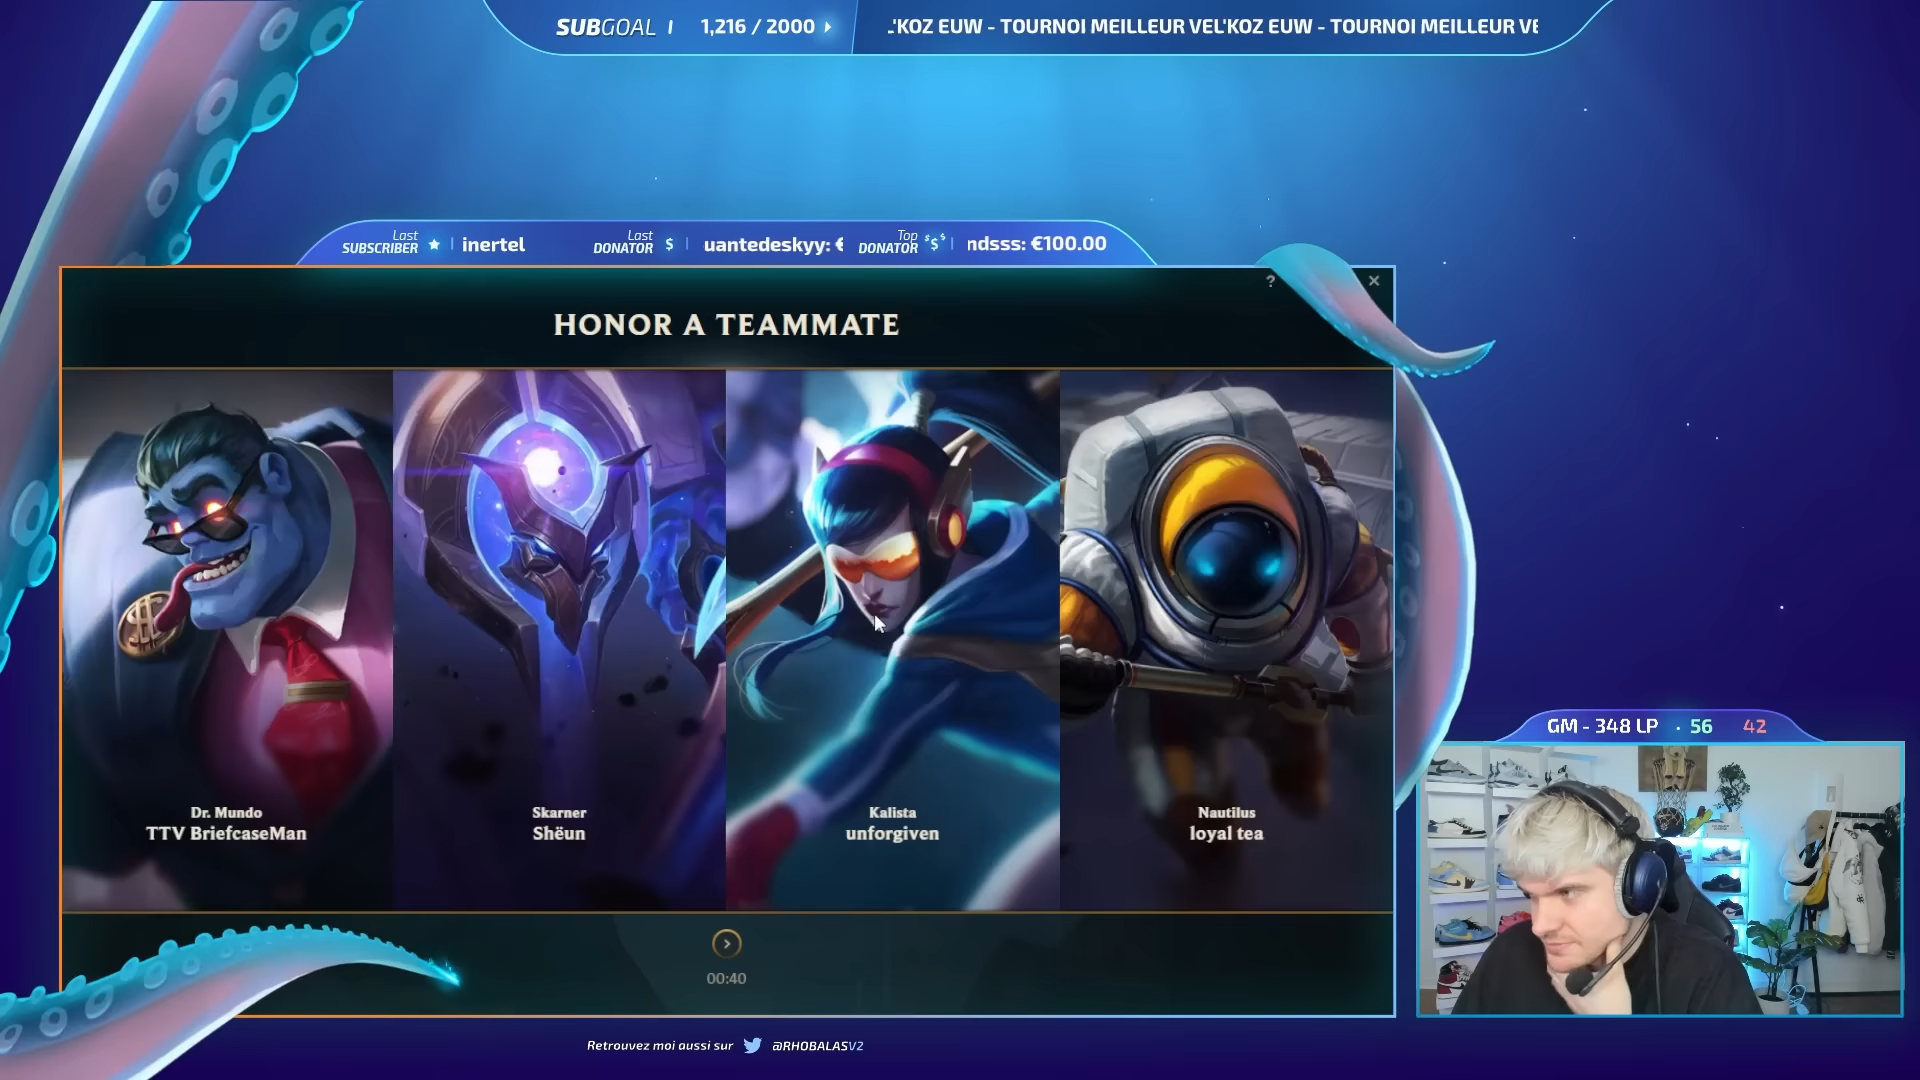 SUBGOAL 1,216 / 2000
'KOZ EUW - TOURNOI MEILLEUR VEL'KOZ EUW - TOURNOI MEILLEUR VE
Last SUBSCRIBER inertel
Last DONATOR $ uantedeskyy: €
Top DONATOR $ ndsss: €100.00
? ×
HONOR A TEAMMATE
Dr. Mundo
TTV BriefcaseMan
Skarner
Shëun
Kalista
unforgiven
Nautilus
loyal tea
00:40
GM - 348 LP · 56 42
Retrouvez moi aussi sur @RHOBALASV2